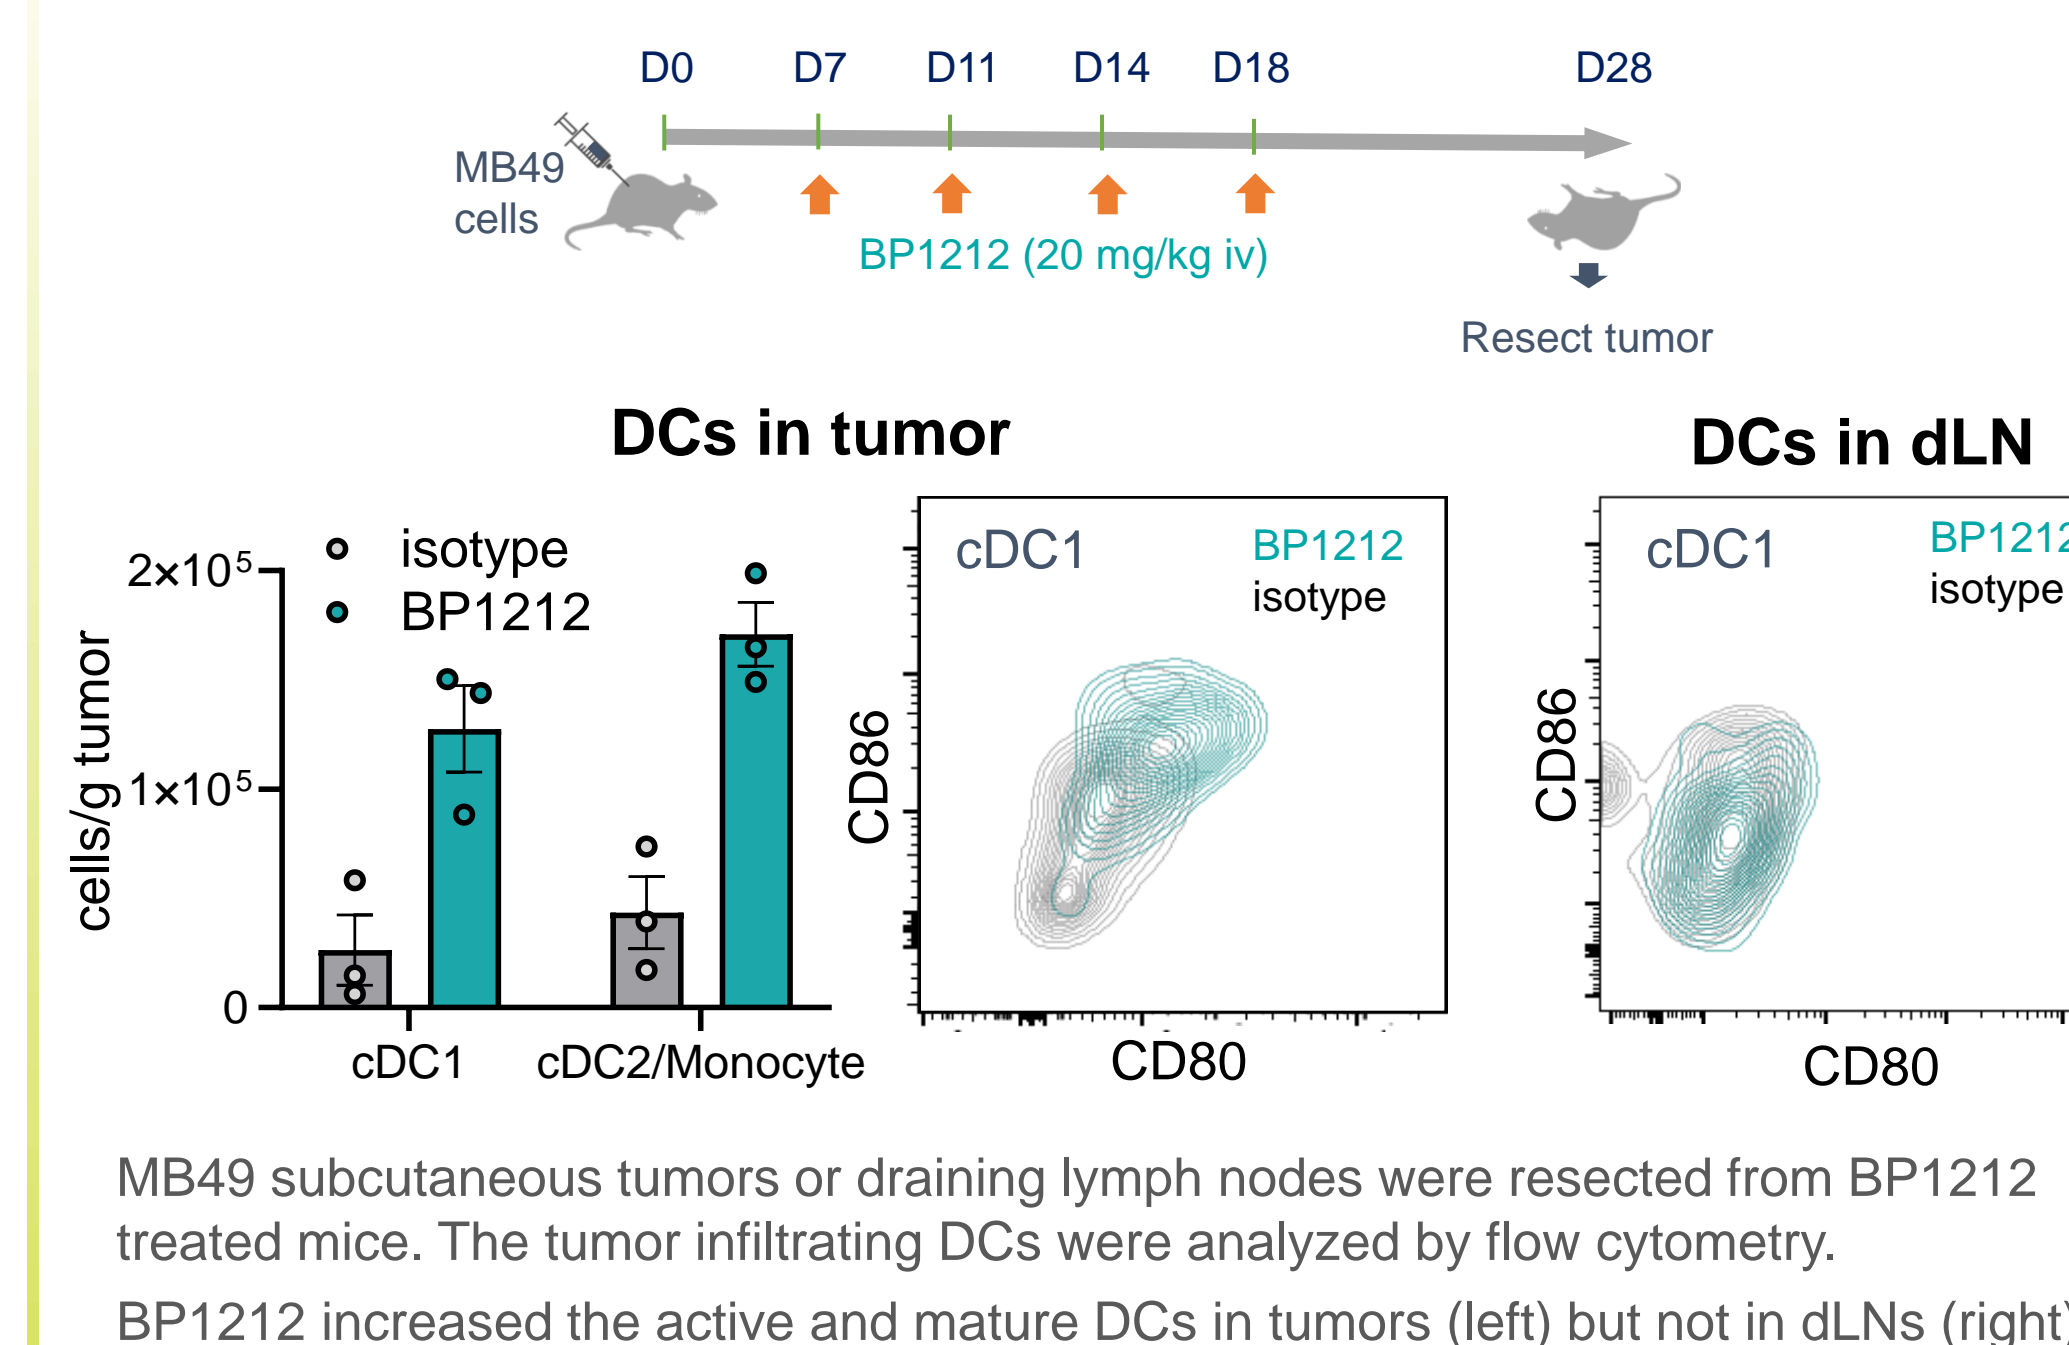 D0 D7 D11 D14 D18 D28
MB49
cells
BP1212 (20 mg/kg iv)
Resect tumor
DCs in tumor
DCs in dLN
isotype
BP1212
2×10⁵
1×10⁵
0
cells/g tumor
cDC1 cDC2/Monocyte
cDC1
BP1212
isotype
CD86
CD80
cDC1
BP1212
isotype
CD86
CD80
MB49 subcutaneous tumors or draining lymph nodes were resected from BP1212
treated mice. The tumor infiltrating DCs were analyzed by flow cytometry.
BP1212 increased the active and mature DCs in tumors (left) but not in dLNs (right)